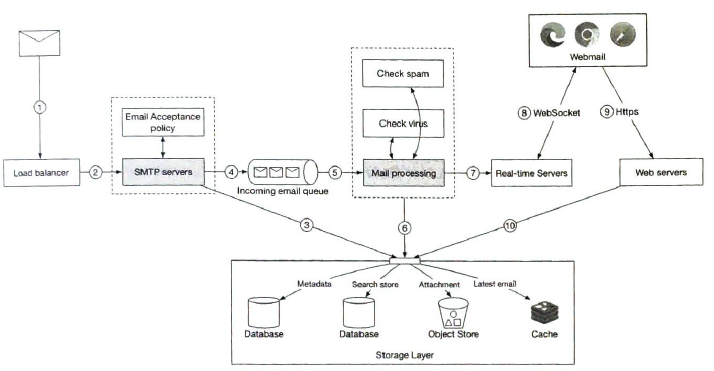 Webmail
Check spam
1
8 WebSocket
9 Https
Email Acceptance
policy
Check virus
Load balancer
2
SMTP servers
4
Incoming email queue
5
Mail processing
7
Real-time Servers
Web servers
3
6
10
Metadata
Search store
Attachment
Latest email
Database
Database
Object Store
Cache
Storage Layer